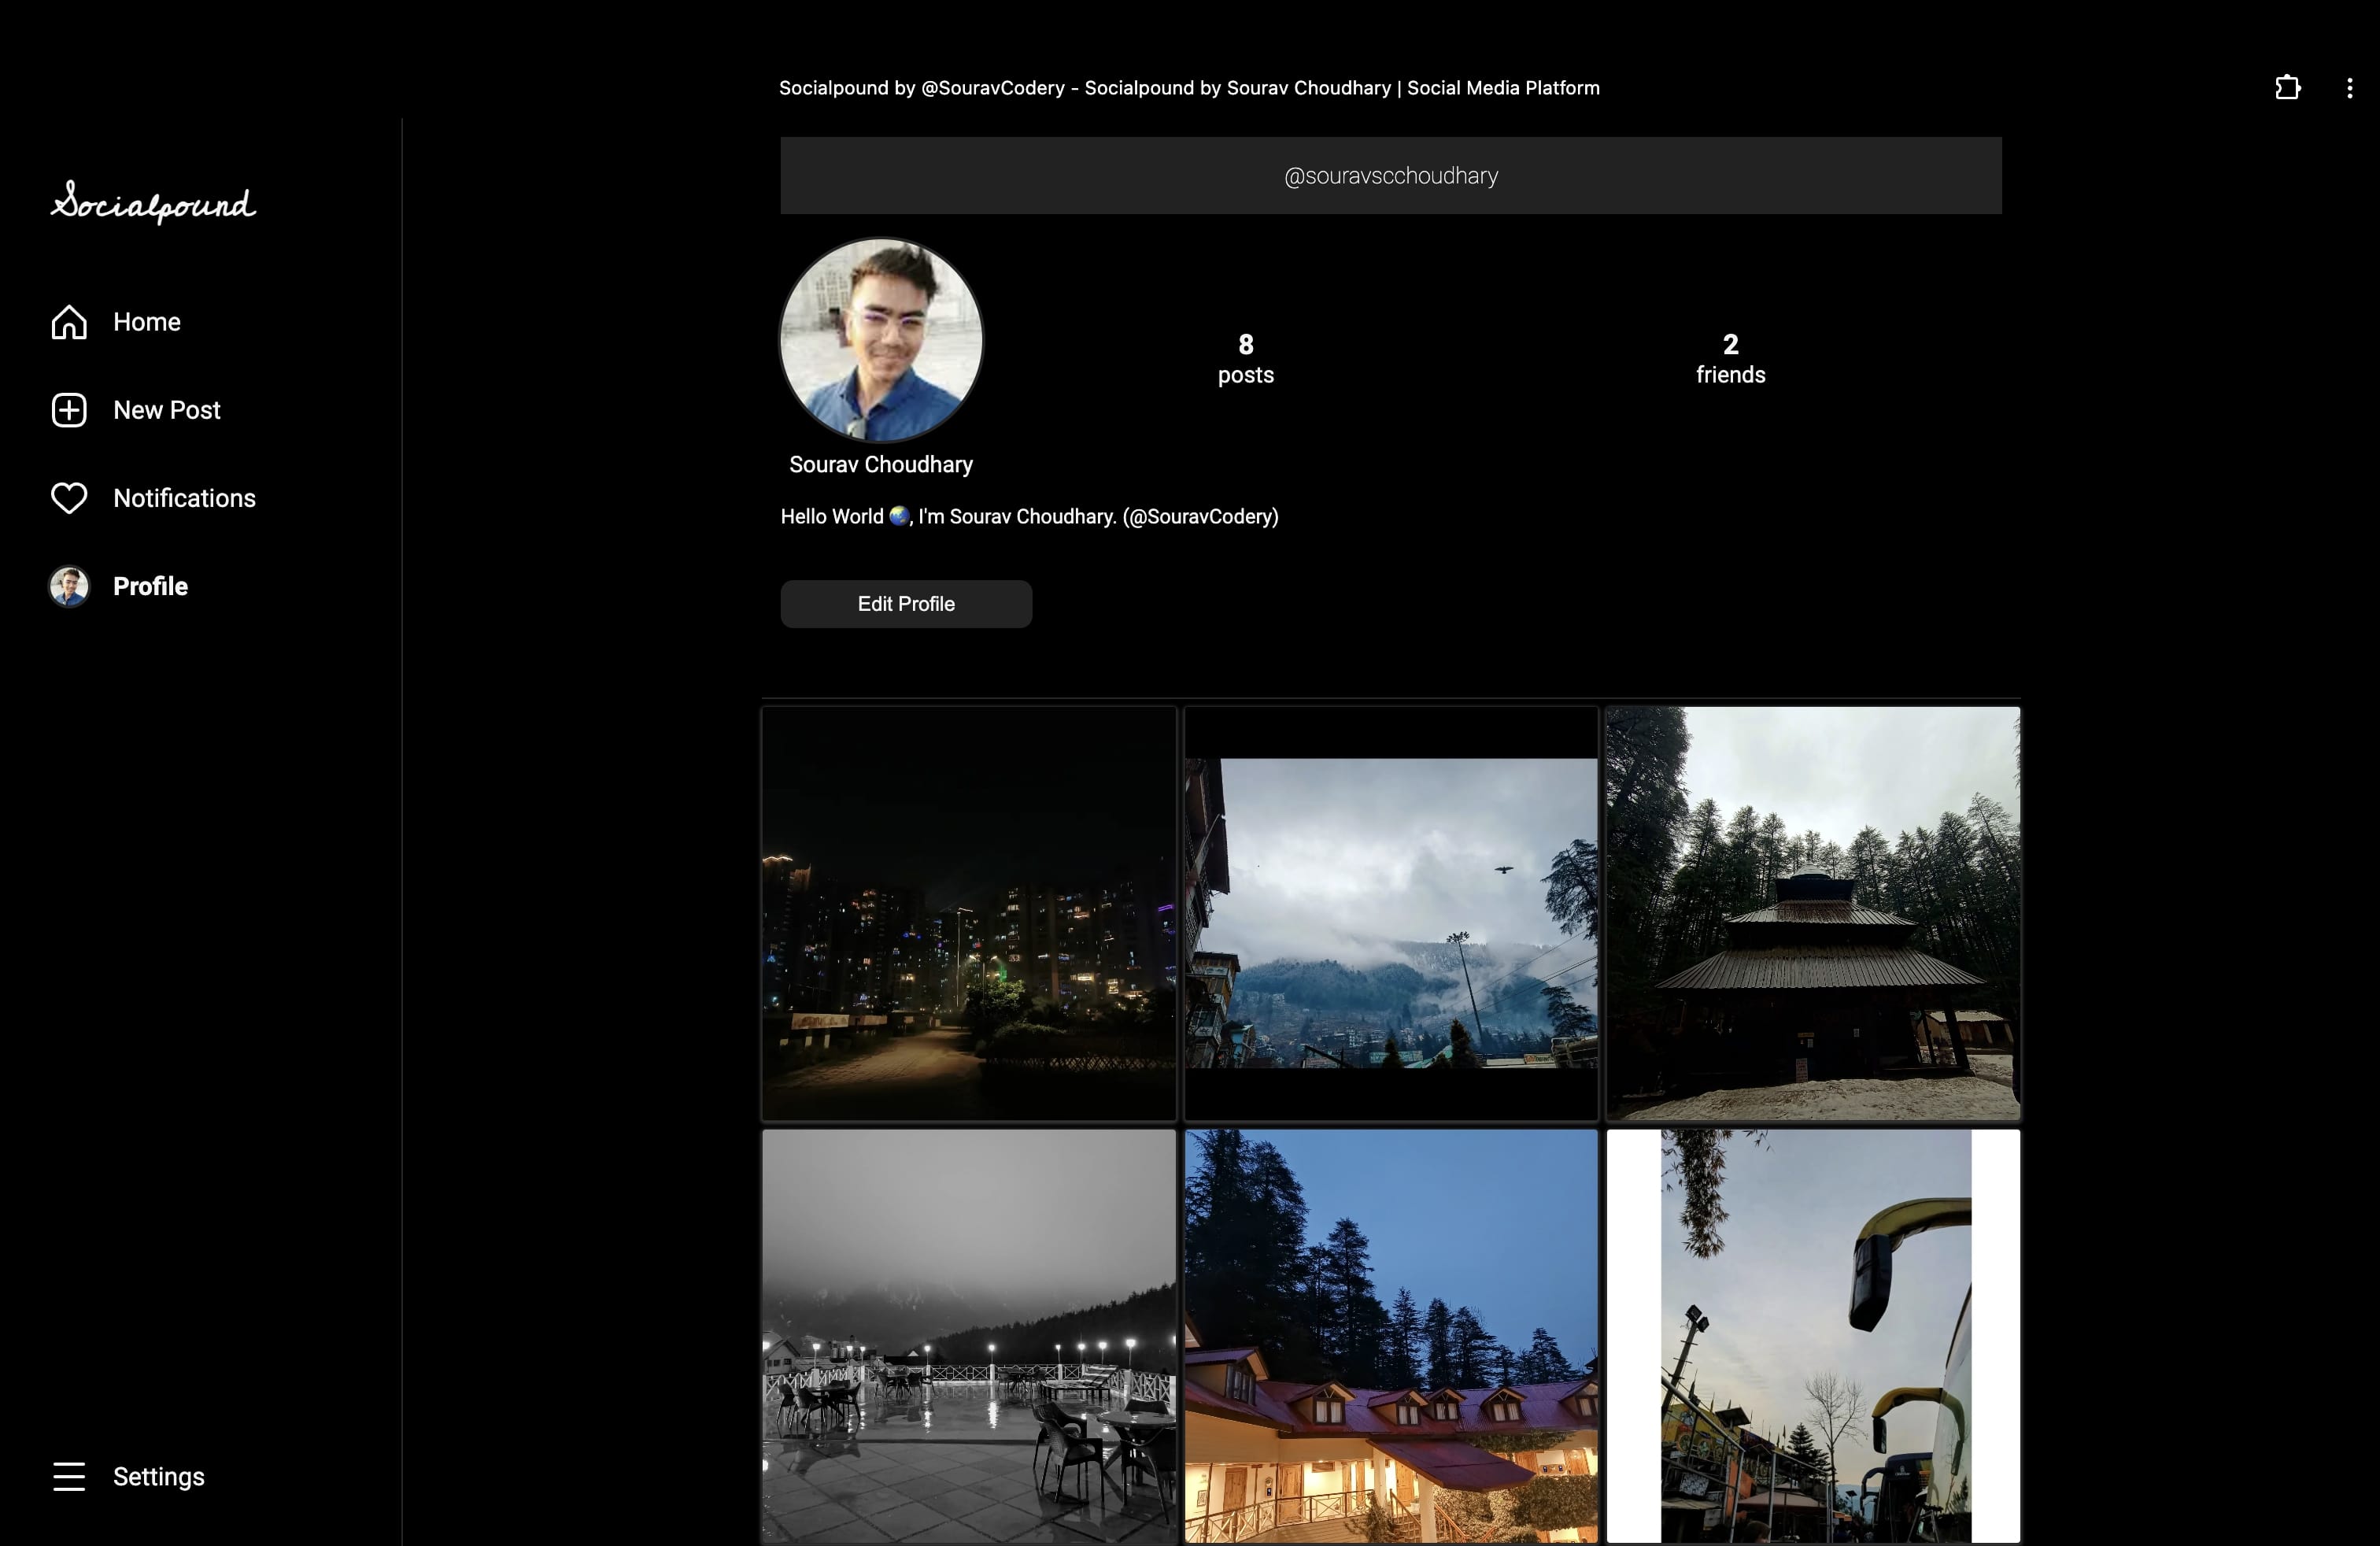 Socialpound by @SouravCodery - Socialpound by Sourav Choudhary | Social Media Platform
Socialpound
Home
New Post
Notifications
Profile
Settings
@souravscchoudhary
8
posts
2
friends
Sourav Choudhary
Hello World 🌏, I'm Sourav Choudhary. (@SouravCodery)
Edit Profile